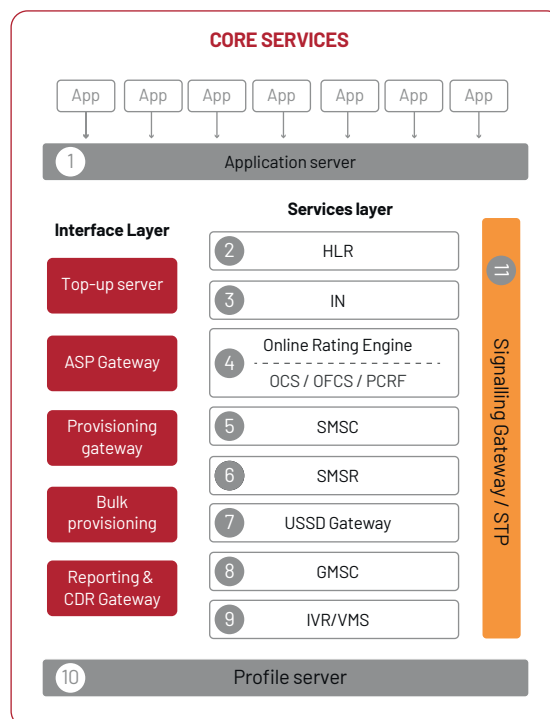 CORE SERVICES
App App App App App App App
1 Application server
Interface Layer
Top-up server
ASP Gateway
Provisioning
gateway
Bulk
provisioning
Reporting &
CDR Gateway
Services layer
2 HLR
3 IN
4 Online Rating Engine
OCS / OFCS / PCRF
5 SMSC
6 SMSR
7 USSD Gateway
8 GMSC
9 IVR/VMS
11 Signalling Gateway / STP
10 Profile server